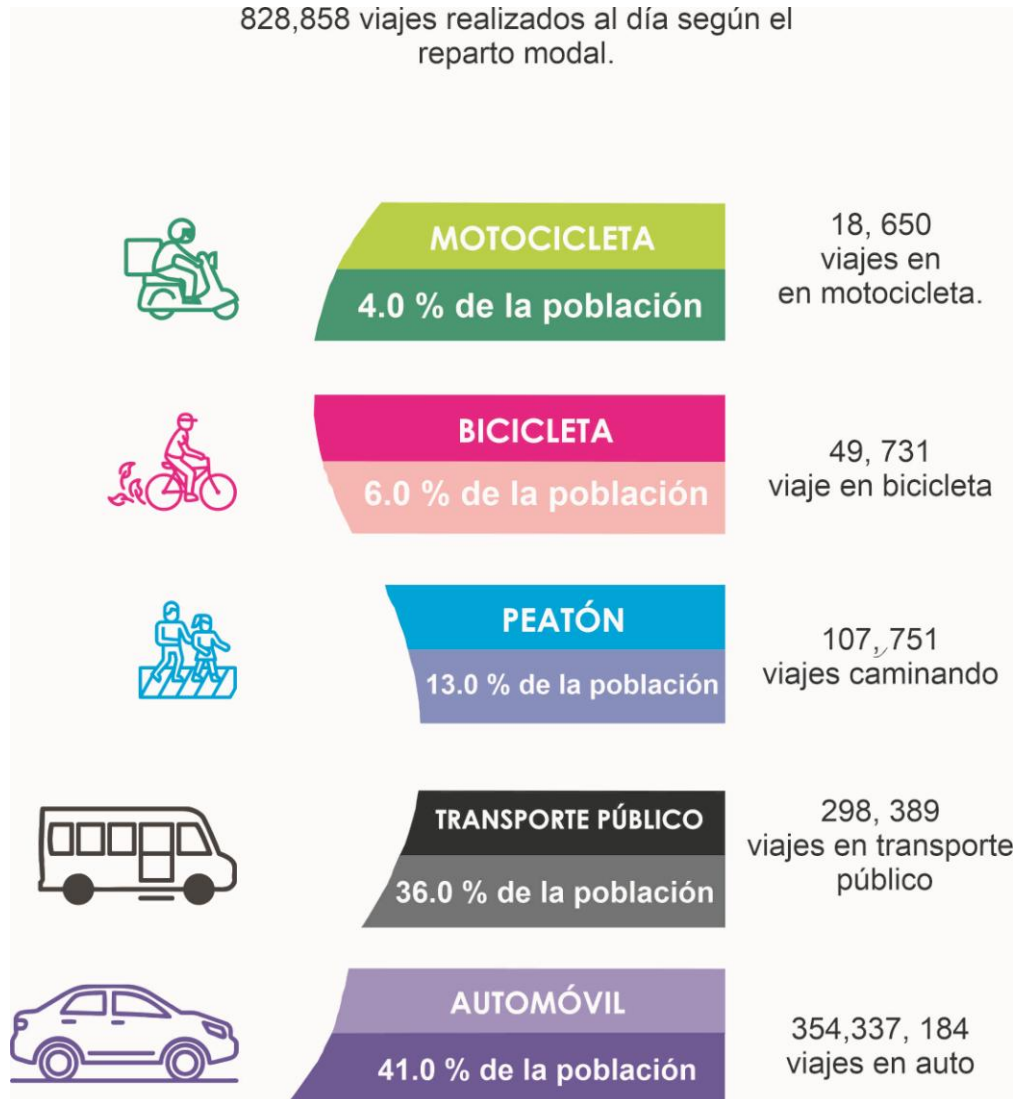 828,858 viajes realizados al día según el
reparto modal.
MOTOCICLETA
4.0 % de la población
18, 650
viajes en
en motocicleta.
BICICLETA
6.0 % de la población
49, 731
viaje en bicicleta
PEATÓN
13.0 % de la población
107, 751
viajes caminando
TRANSPORTE PÚBLICO
36.0 % de la población
298, 389
viajes en transporte
público
AUTOMÓVIL
41.0 % de la población
354,337, 184
viajes en auto